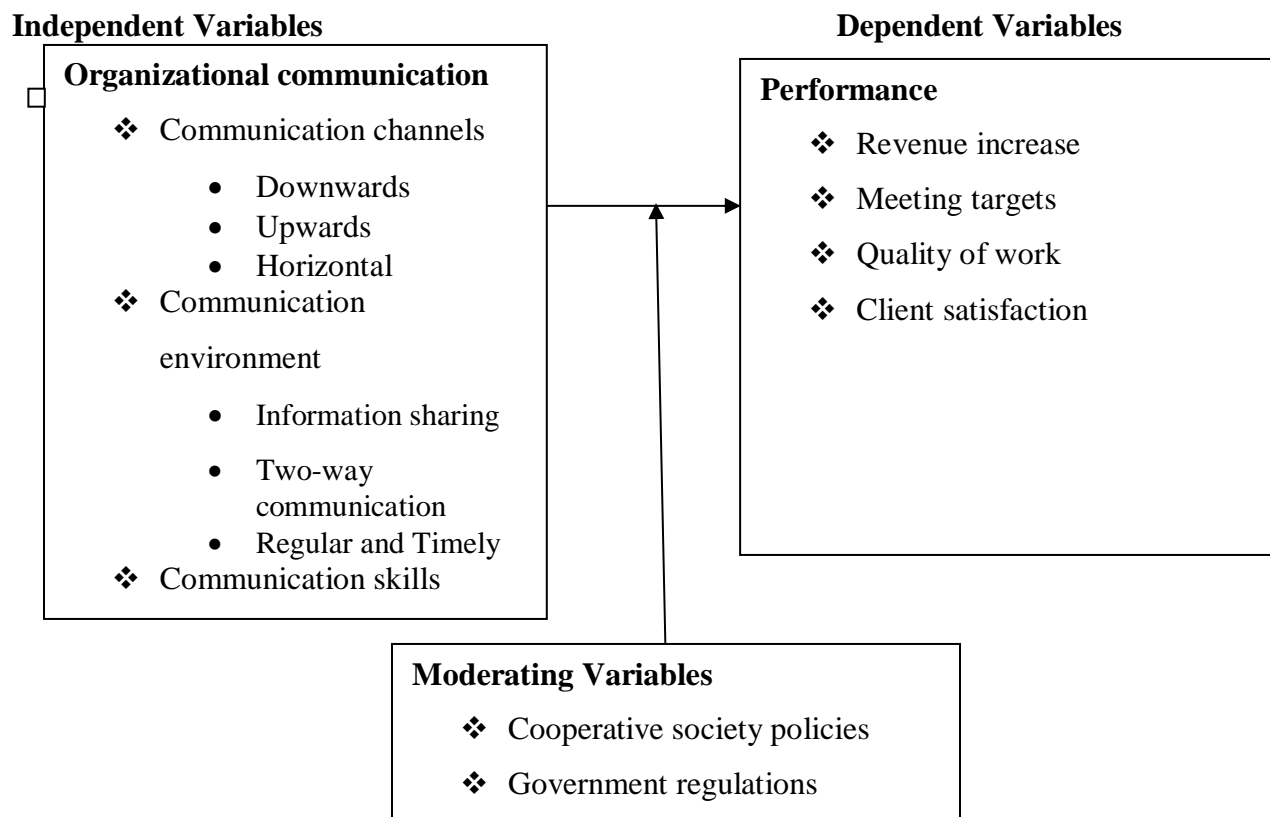 Independent Variables
Dependent Variables
Organizational communication
❖ Communication channels
• Downwards
• Upwards
• Horizontal
❖ Communication
environment
• Information sharing
• Two-way
communication
• Regular and Timely
❖ Communication skills
Performance
❖ Revenue increase
❖ Meeting targets
❖ Quality of work
❖ Client satisfaction
Moderating Variables
❖ Cooperative society policies
❖ Government regulations